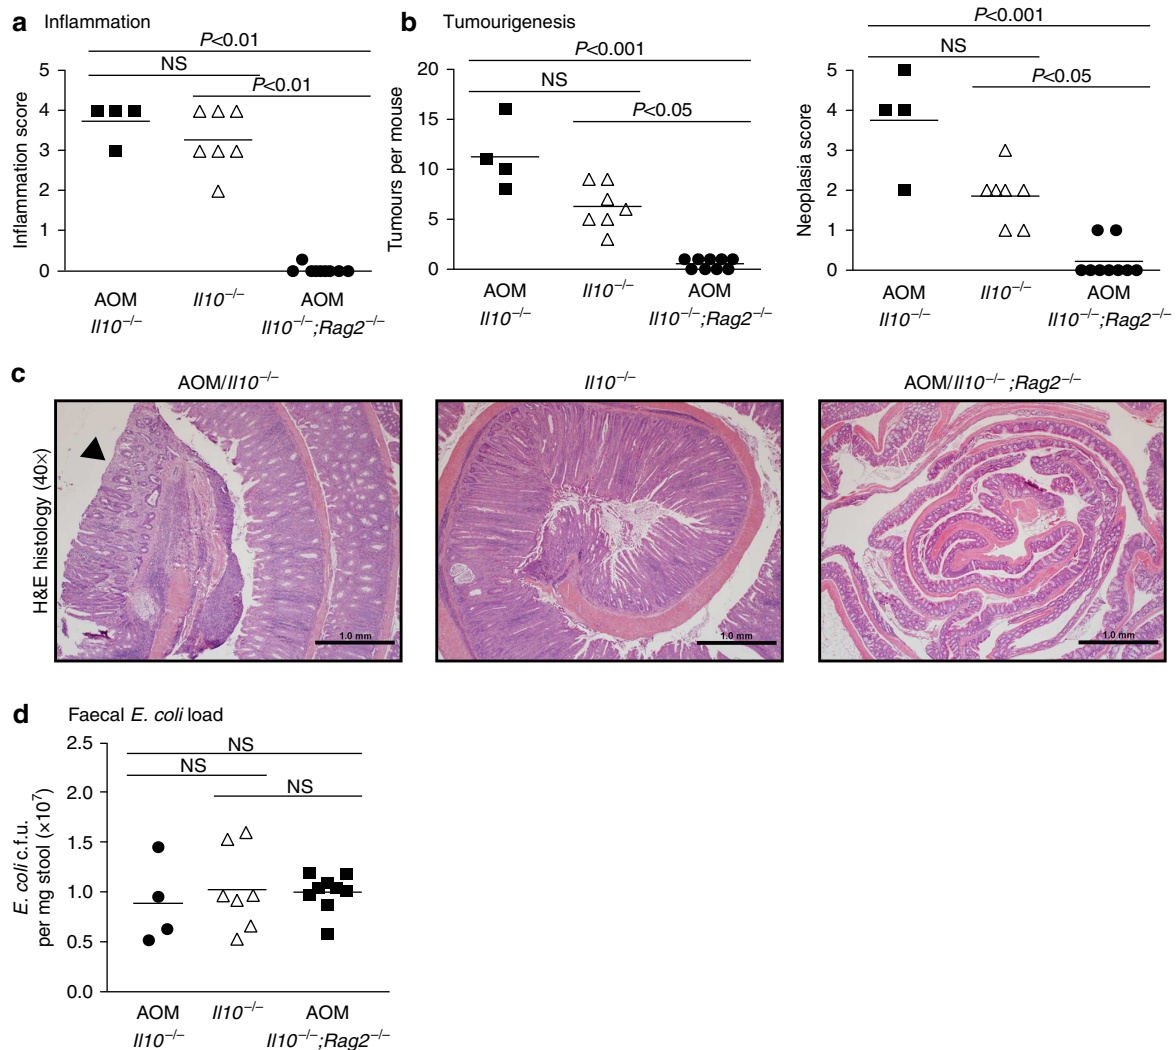 a Inflammation
P<0.01
NS
P<0.01
5
4
3
2
1
0
Inflammation score
AOM
Il10−/−
Il10−/−
AOM
Il10−/−;Rag2−/−
b Tumourigenesis
P<0.001
NS
P<0.05
20
15
10
5
0
Tumours per mouse
AOM
Il10−/−
Il10−/−
AOM
Il10−/−;Rag2−/−
P<0.001
NS
P<0.05
5
4
3
2
1
0
Neoplasia score
AOM
Il10−/−
Il10−/−
AOM
Il10−/−;Rag2−/−
c
AOM/Il10−/−
Il10−/−
AOM/Il10−/−;Rag2−/−
H&E histology (40×)
1.0 mm
1.0 mm
1.0 mm
d Faecal E. coli load
NS
NS
NS
2.5
2.0
1.5
1.0
0.5
0.0
E. coli c.f.u.
per mg stool (×10⁷)
AOM
Il10−/−
Il10−/−
AOM
Il10−/−;Rag2−/−